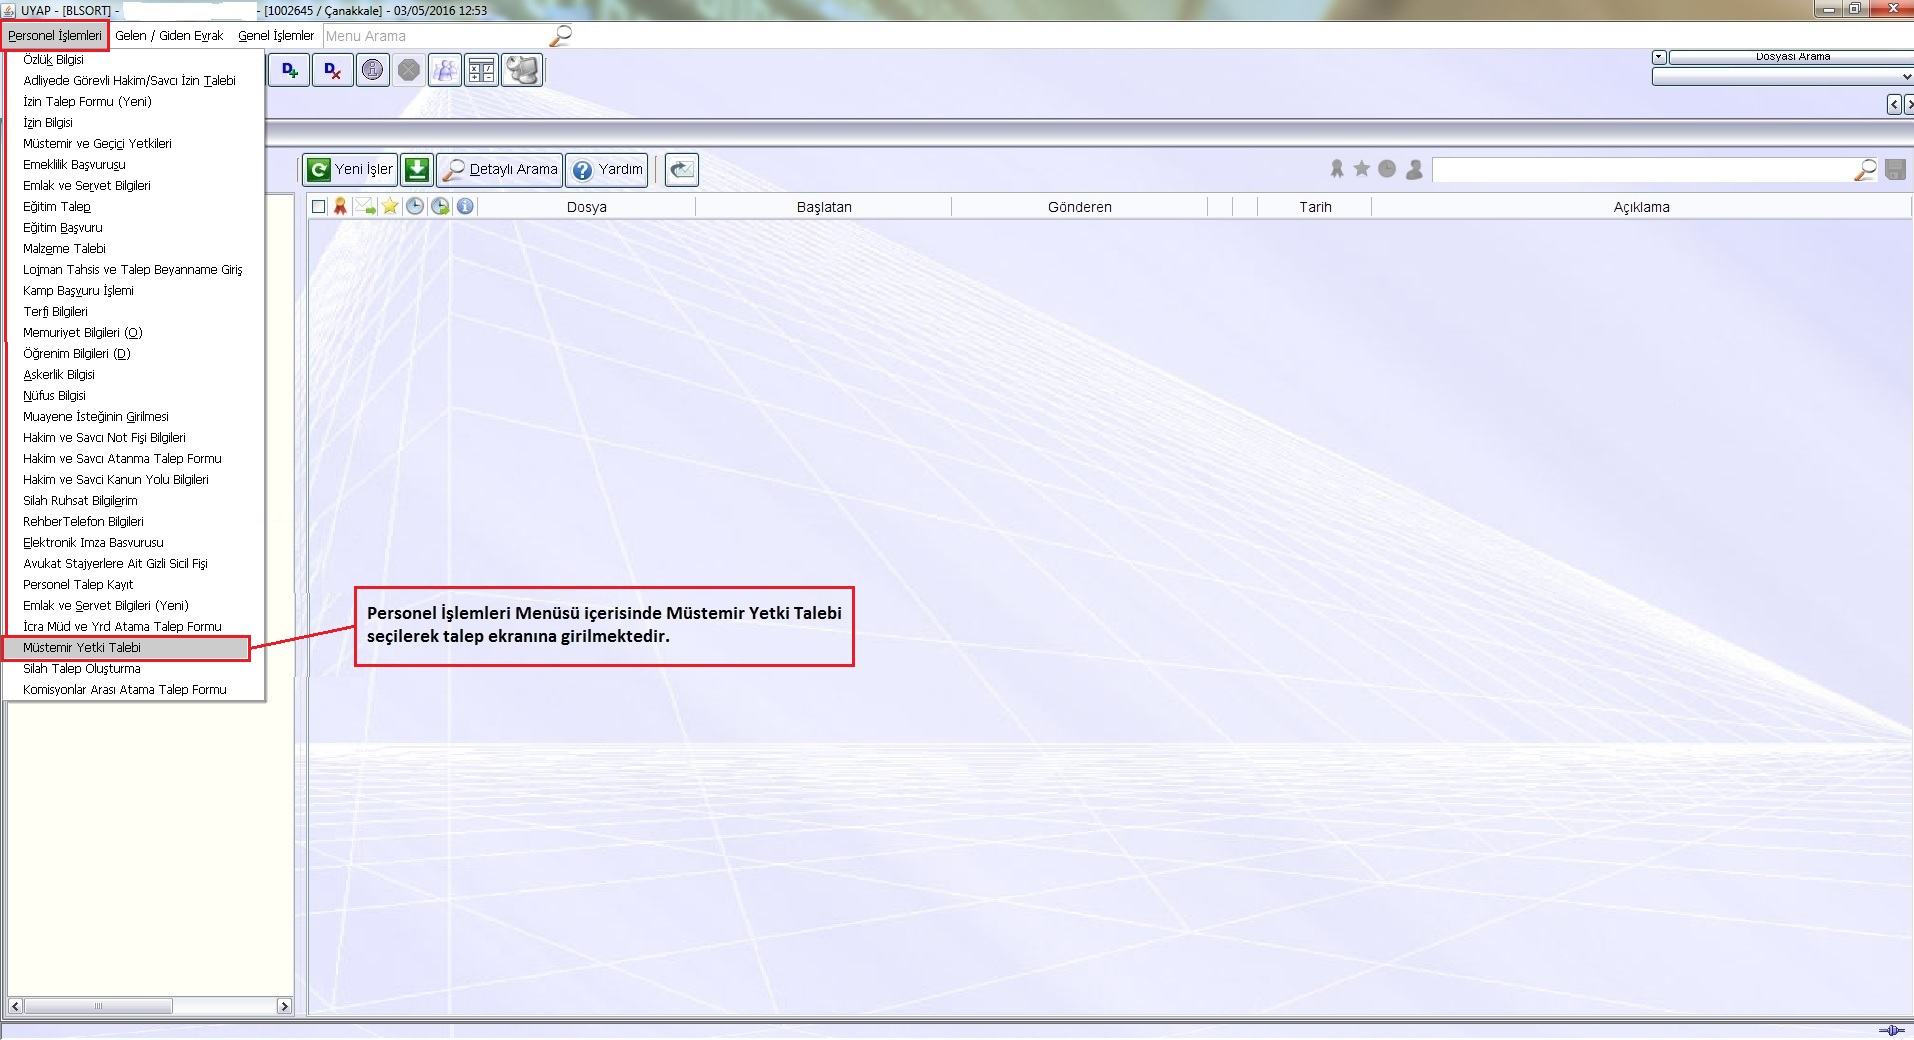 UYAP - [BLSORT] - - [1002645 / Çanakkale] - 03/05/2016 12:53
Personel İşlemleri Gelen / Giden Evrak Genel İşlemler Menu Arama
Özlük Bilgisi
Adliyede Görevli Hakim/Savcı İzin Talebi
İzin Talep Formu (Yeni)
İzin Bilgisi
Müstemir ve Geçici Yetkileri
Emeklilik Başvurusu
Emlak ve Servet Bilgileri
Eğitim Talep
Eğitim Başvuru
Malzeme Talebi
Lojman Tahsis ve Talep Beyanname Giriş
Kamp Başvuru İşlemi
Terfi Bilgileri
Memuriyet Bilgileri (O)
Öğrenim Bilgileri (D)
Askerlik Bilgisi
Nüfus Bilgisi
Muayene İsteğinin Girilmesi
Hakim ve Savcı Not Fişi Bilgileri
Hakim ve Savcı Atanma Talep Formu
Hakim ve Savci Kanun Yolu Bilgileri
Silah Ruhsat Bilgilerim
RehberTelefon Bilgileri
Elektronik Imza Basvurusu
Avukat Stajyerlere Ait Gizli Sicil Fişi
Personel Talep Kayıt
Emlak ve Servet Bilgileri (Yeni)
İcra Müd ve Yrd Atama Talep Formu
Müstemir Yetki Talebi
Silah Talep Oluşturma
Komisyonlar Arası Atama Talep Formu
Dosyası Arama
Yeni İşler Detaylı Arama Yardım
Dosya Başlatan Gönderen Tarih Açıklama
Personel İşlemleri Menüsü içerisinde Müstemir Yetki Talebi
seçilerek talep ekranına girilmektedir.